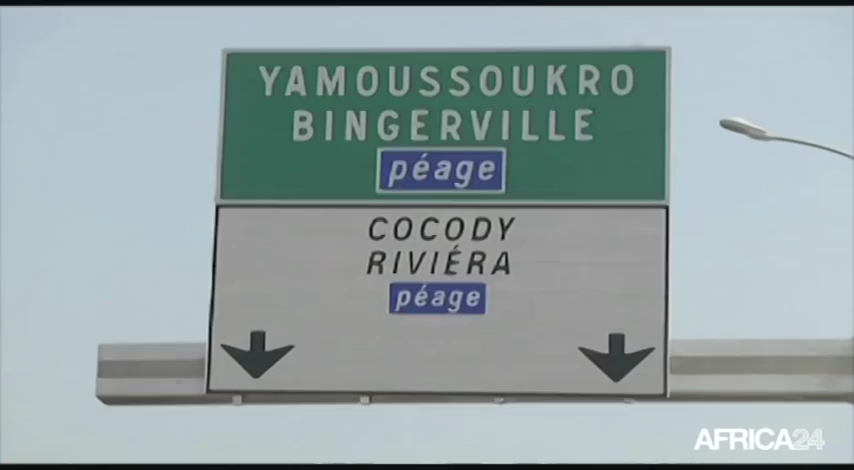 YAMOUSSOUKRO
BINGERVILLE
péage
COCODY
RIVIÉRA
péage
AFRICA24